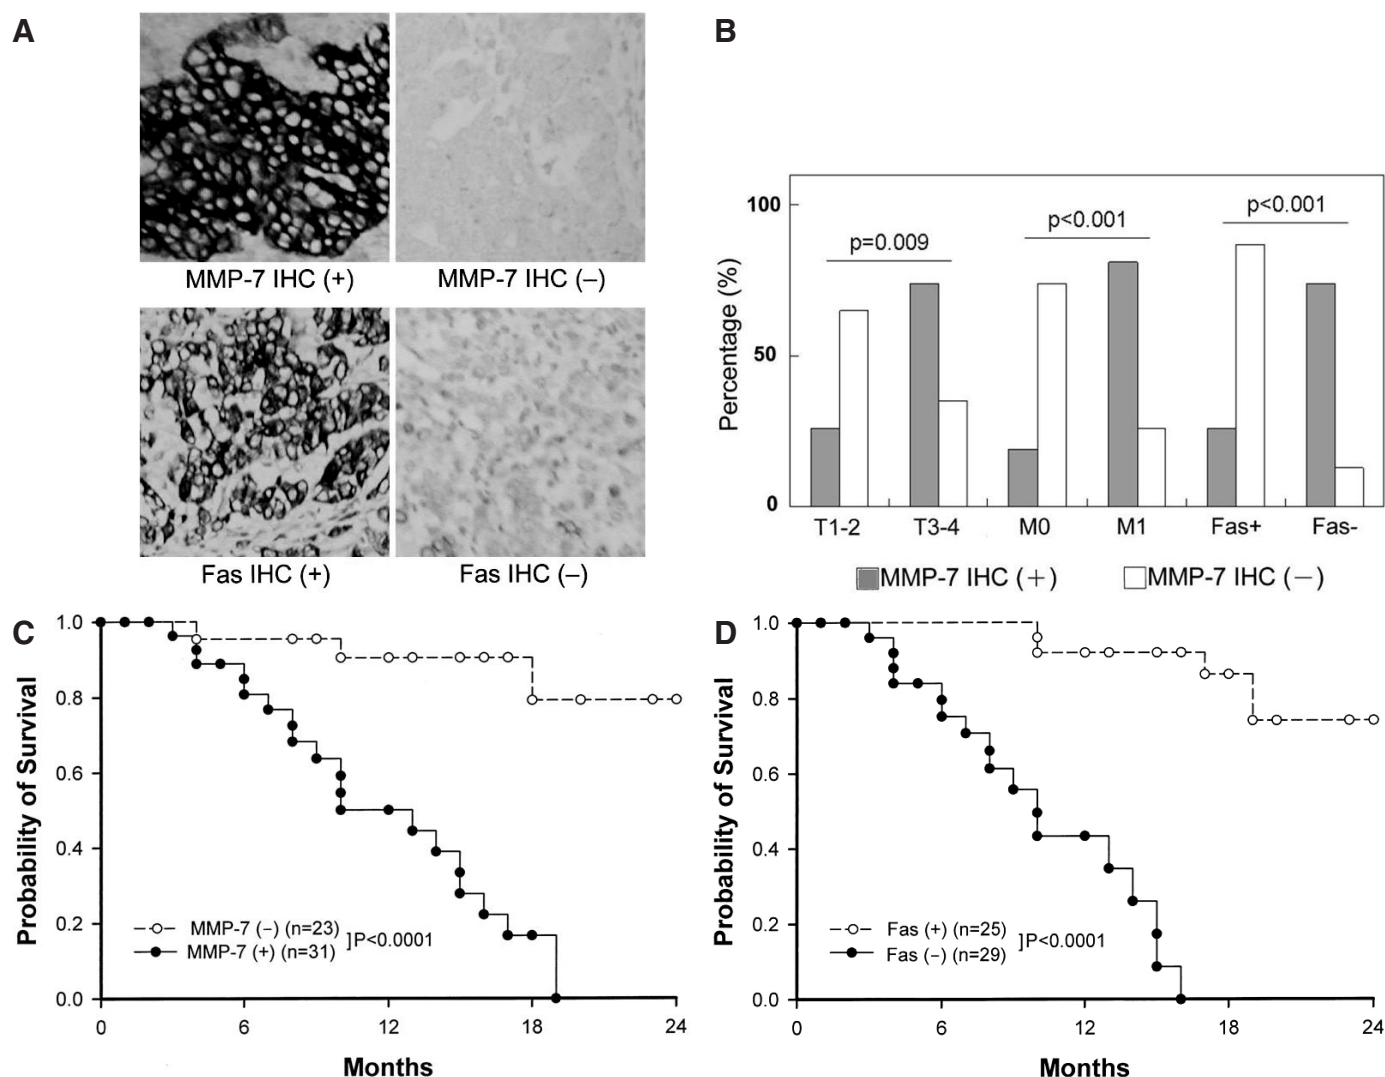 A
MMP-7 IHC (+) MMP-7 IHC (–)
Fas IHC (+) Fas IHC (–)
B
Percentage (%)
100
50
0
p=0.009
p<0.001
p<0.001
T1-2 T3-4 M0 M1 Fas+ Fas-
MMP-7 IHC (+) MMP-7 IHC (–)
C
Probability of Survival
1.0
0.8
0.6
0.4
0.2
0.0
MMP-7 (–) (n=23)
MMP-7 (+) (n=31)
]P<0.0001
0 6 12 18 24
Months
D
Probability of Survival
1.0
0.8
0.6
0.4
0.2
0.0
Fas (+) (n=25)
Fas (–) (n=29)
]P<0.0001
0 6 12 18 24
Months